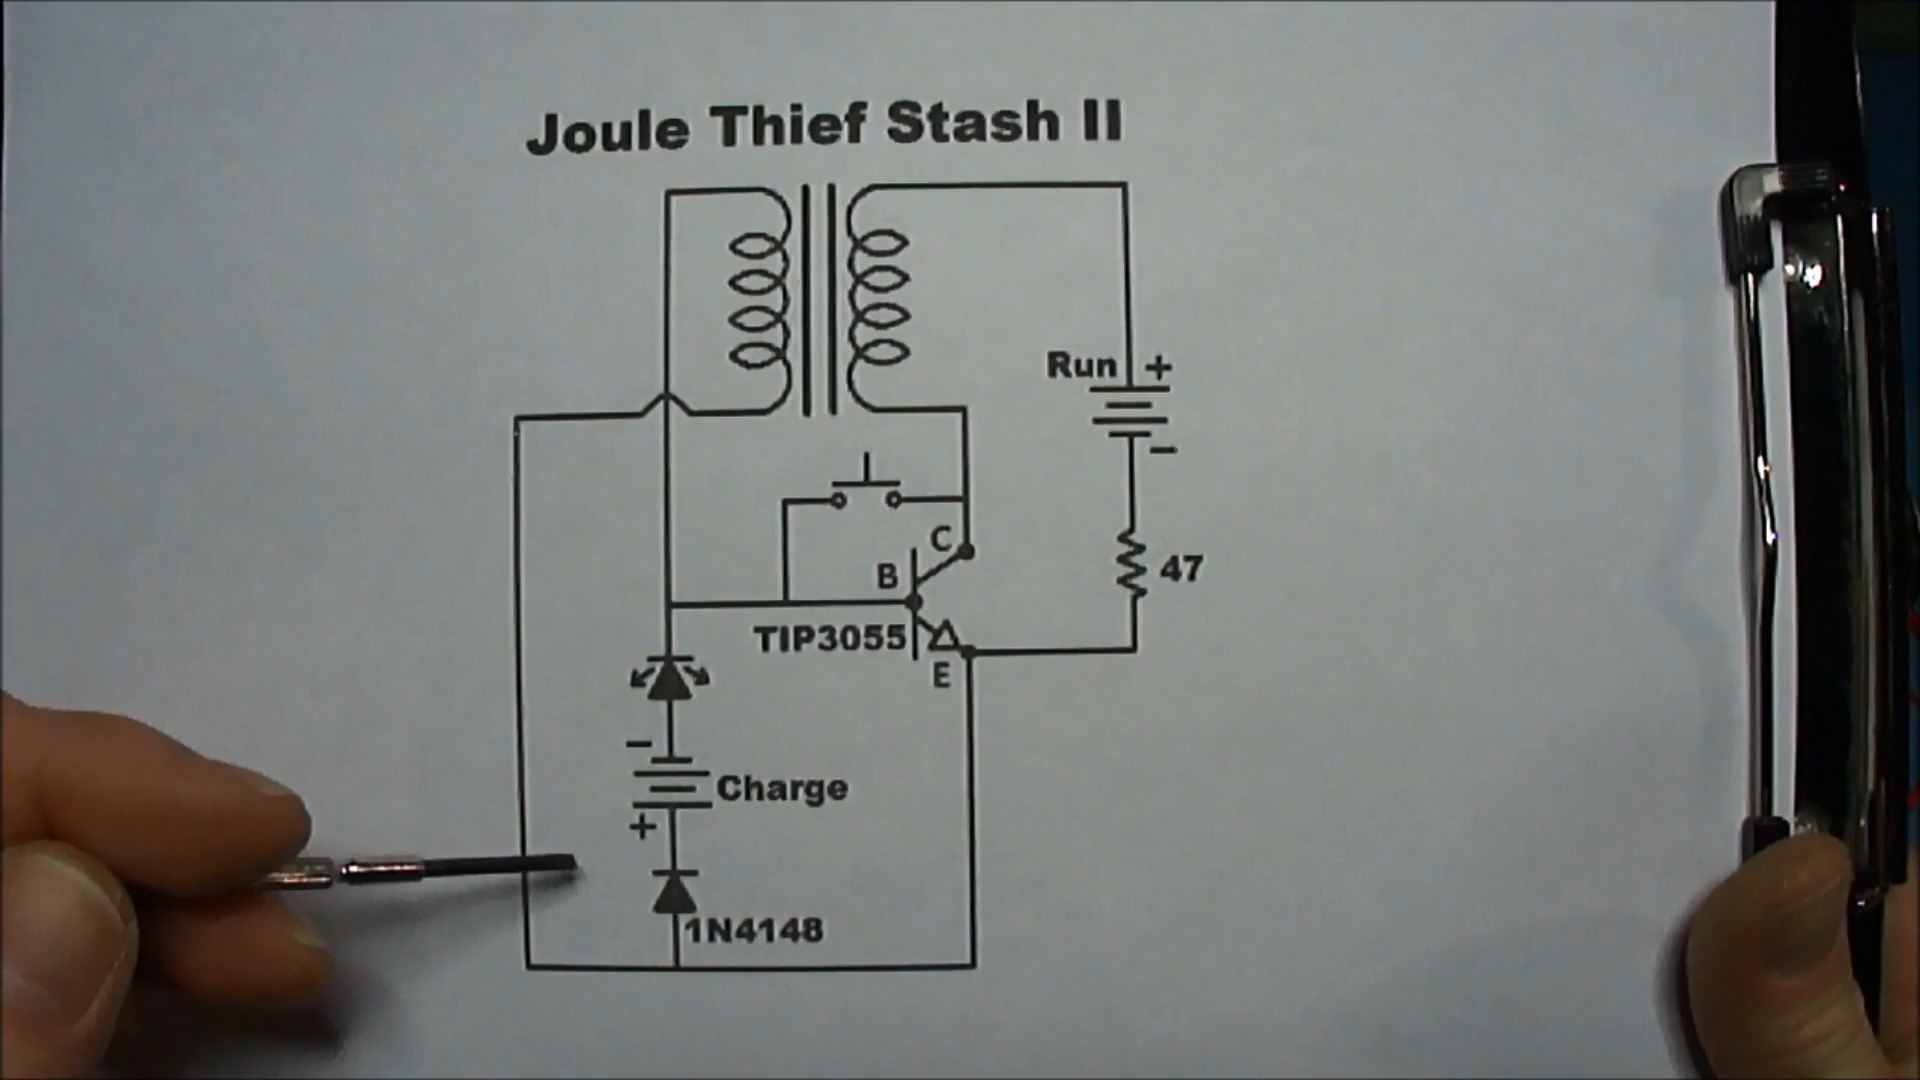 Joule Thief Stash II
Run +
−
C
B
47
TIP3055
E
−
Charge
+
1N4148